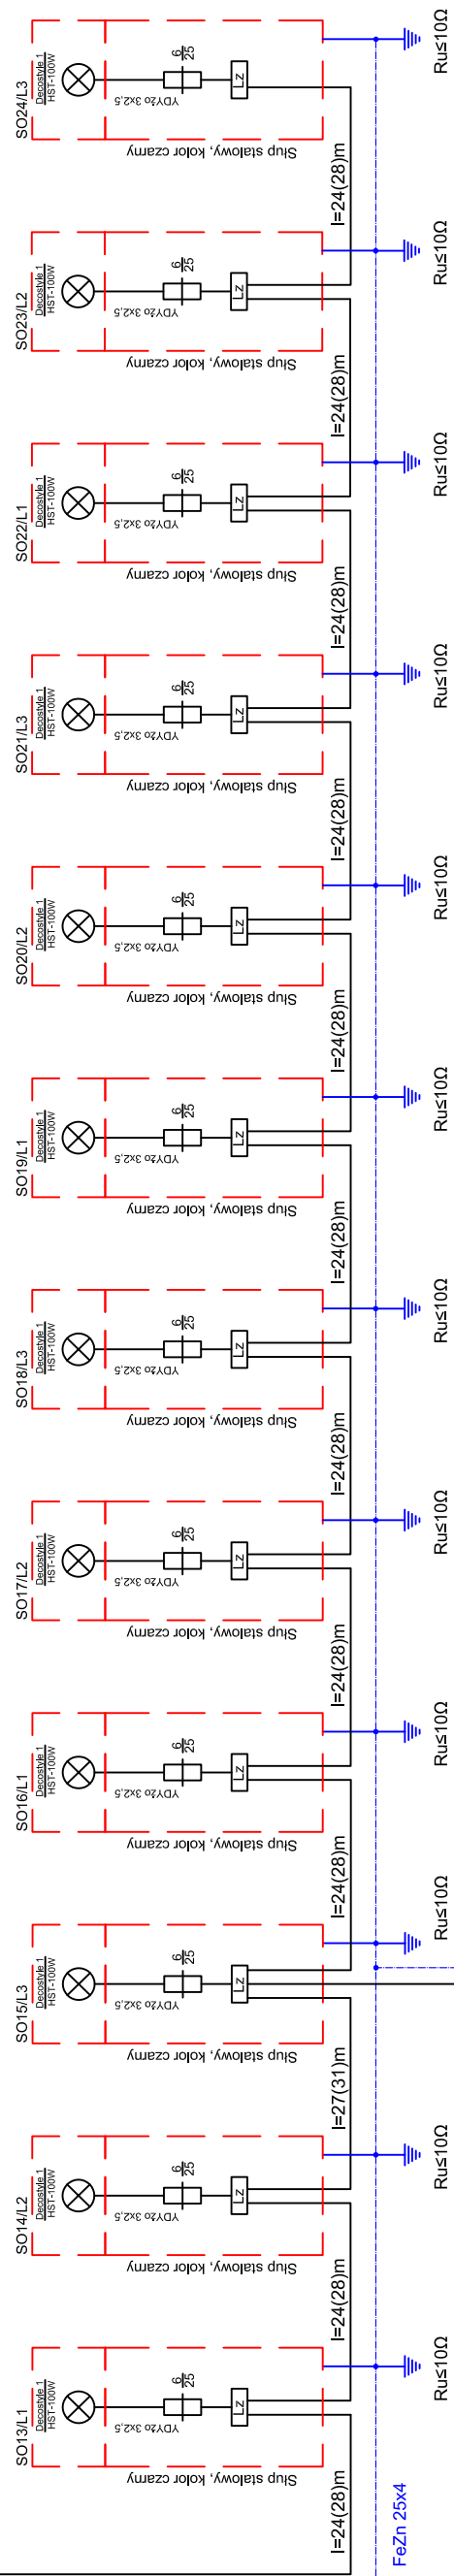 SO24/L3
Decostyle 1
HST-100W
YDYżo 3x2,5
6
25
Lz
Słup stalowy, kolor czarny
Ru≤10Ω
l=24(28)m
SO23/L2
Decostyle 1
HST-100W
YDYżo 3x2,5
6
25
Lz
Słup stalowy, kolor czarny
Ru≤10Ω
l=24(28)m
SO22/L1
Decostyle 1
HST-100W
YDYżo 3x2,5
6
25
Lz
Słup stalowy, kolor czarny
Ru≤10Ω
l=24(28)m
SO21/L3
Decostyle 1
HST-100W
YDYżo 3x2,5
6
25
Lz
Słup stalowy, kolor czarny
Ru≤10Ω
l=24(28)m
SO20/L2
Decostyle 1
HST-100W
YDYżo 3x2,5
6
25
Lz
Słup stalowy, kolor czarny
Ru≤10Ω
l=24(28)m
SO19/L1
Decostyle 1
HST-100W
YDYżo 3x2,5
6
25
Lz
Słup stalowy, kolor czarny
Ru≤10Ω
l=24(28)m
SO18/L3
Decostyle 1
HST-100W
YDYżo 3x2,5
6
25
Lz
Słup stalowy, kolor czarny
Ru≤10Ω
l=24(28)m
SO17/L2
Decostyle 1
HST-100W
YDYżo 3x2,5
6
25
Lz
Słup stalowy, kolor czarny
Ru≤10Ω
l=24(28)m
SO16/L1
Decostyle 1
HST-100W
YDYżo 3x2,5
6
25
Lz
Słup stalowy, kolor czarny
Ru≤10Ω
l=24(28)m
SO15/L3
Decostyle 1
HST-100W
YDYżo 3x2,5
6
25
Lz
Słup stalowy, kolor czarny
Ru≤10Ω
l=27(31)m
SO14/L2
Decostyle 1
HST-100W
YDYżo 3x2,5
6
25
Lz
Słup stalowy, kolor czarny
Ru≤10Ω
l=24(28)m
SO13/L1
Decostyle 1
HST-100W
YDYżo 3x2,5
6
25
Lz
Słup stalowy, kolor czarny
Ru≤10Ω
l=24(28)m
FeZn 25x4